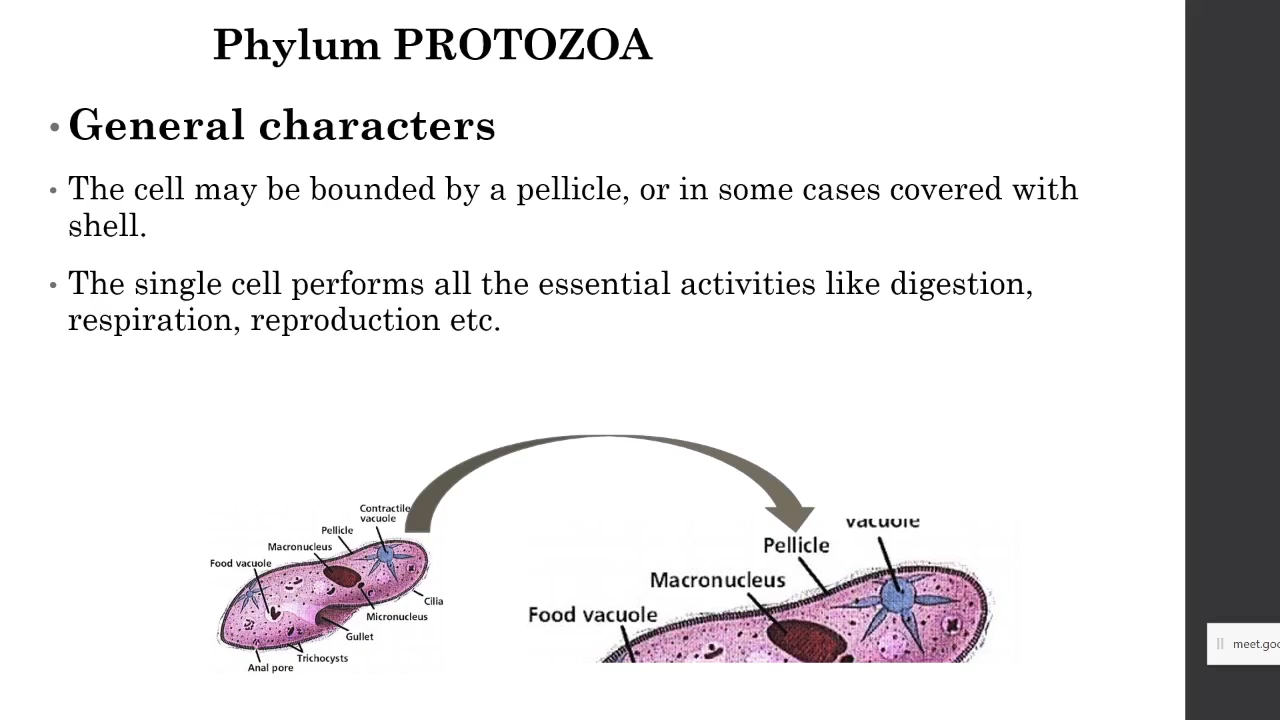 Phylum PROTOZOA
• General characters
• The cell may be bounded by a pellicle, or in some cases covered with
shell.
• The single cell performs all the essential activities like digestion,
respiration, reproduction etc.
Contractile
vacuole
Pellicle
Macronucleus
Food vacuole
Cilia
Micronucleus
Gullet
Trichocysts
Anal pore
vacuole
Pellicle
Macronucleus
Food vacuole
meet.goo